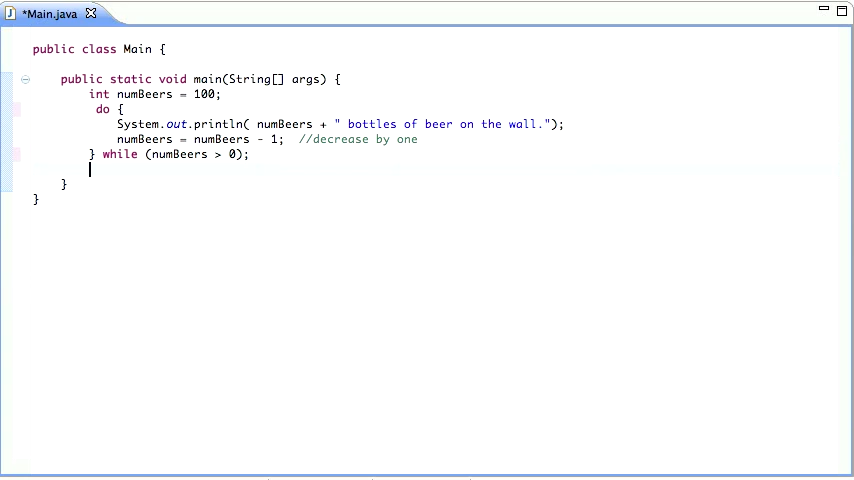 *Main.java
public class Main {
public static void main(String[] args) {
int numBeers = 100;
do {
System.out.println( numBeers + " bottles of beer on the wall.");
numBeers = numBeers - 1;  //decrease by one
} while (numBeers > 0);
}
}